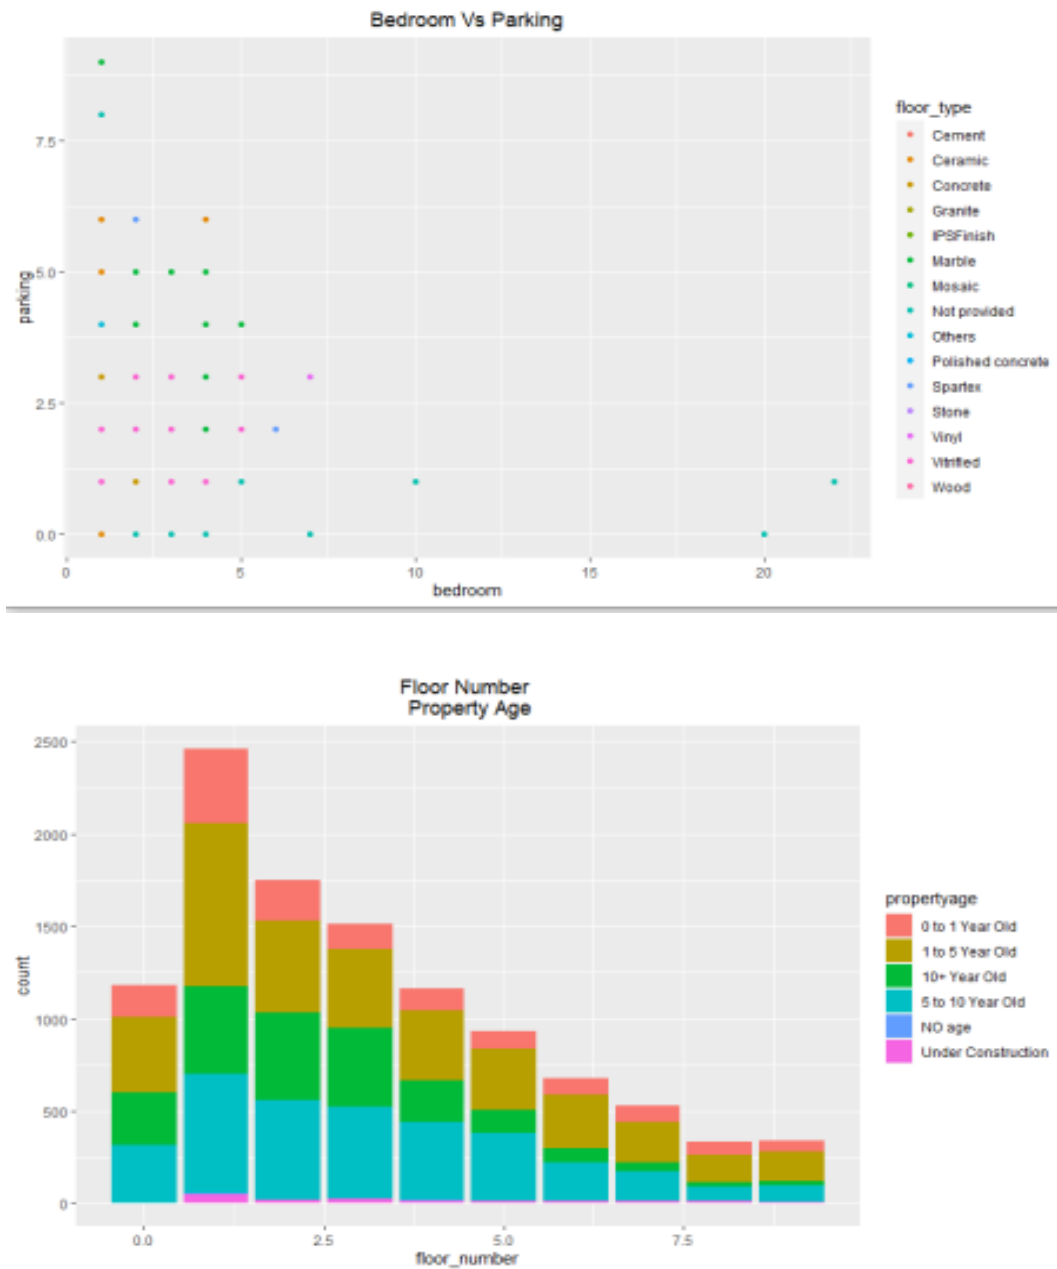 Bedroom Vs Parking
7.5
5.0
2.5
0.0
parking
0
5
10
15
20
bedroom
floor_type
Cement
Ceramic
Concrete
Granite
IPSFinish
Marble
Mosaic
Not provided
Others
Polished concrete
Spartex
Stone
Vinyl
Vitrified
Wood
Floor Number
Property Age
2500
2000
1500
1000
500
0
count
0.0
2.5
5.0
7.5
floor_number
propertyage
0 to 1 Year Old
1 to 5 Year Old
10+ Year Old
5 to 10 Year Old
NO age
Under Construction